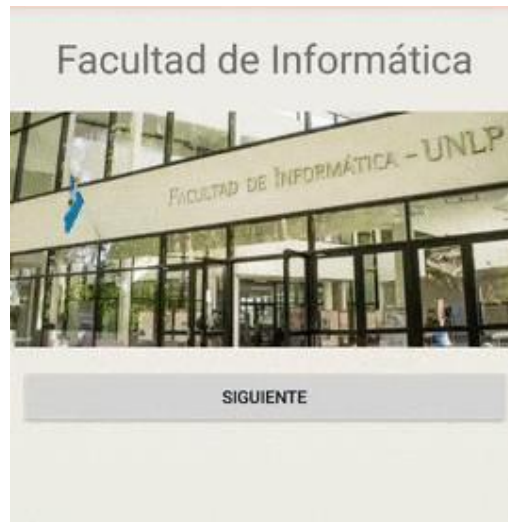 Facultad de Informática
FACULTAD DE INFORMÁTICA - UNLP
SIGUIENTE